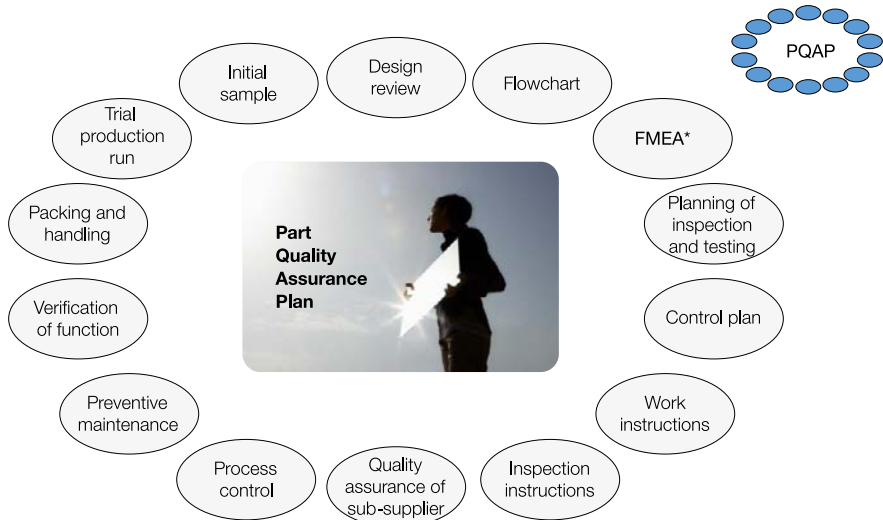 PQAP
Initial
sample
Design
review
Flowchart
FMEA*
Trial
production
run
Planning of
inspection
and testing
Packing and
handling
Part
Quality
Assurance
Plan
Verification
of function
Control plan
Preventive
maintenance
Work
instructions
Process
control
Quality
assurance of
sub-supplier
Inspection
instructions